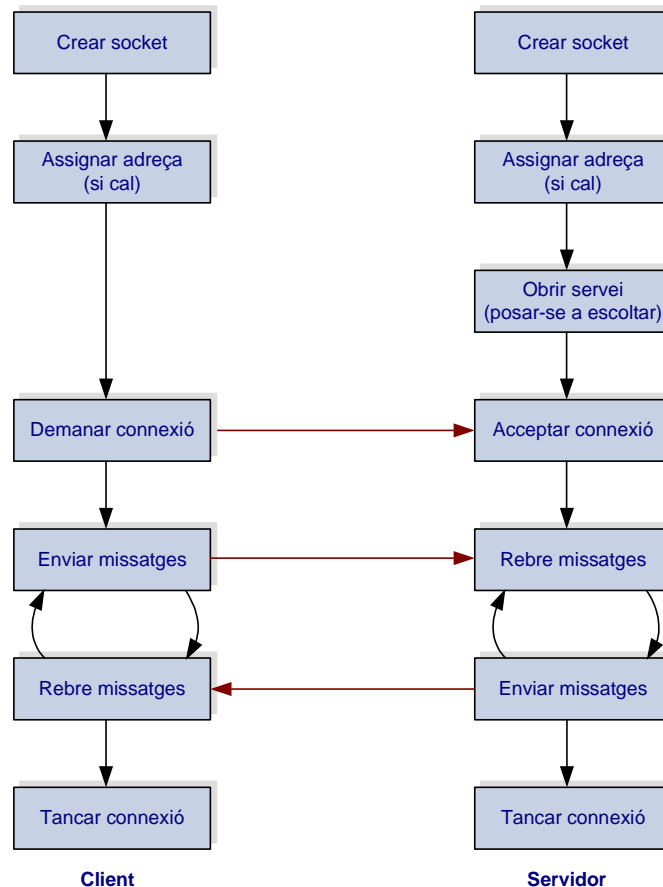 Crear socket
Assignar adreça
(si cal)
Demanar connexió
Enviar missatges
Rebre missatges
Tancar connexió
Client
Crear socket
Assignar adreça
(si cal)
Obrir servei
(posar-se a escoltar)
Acceptar connexió
Rebre missatges
Enviar missatges
Tancar connexió
Servidor